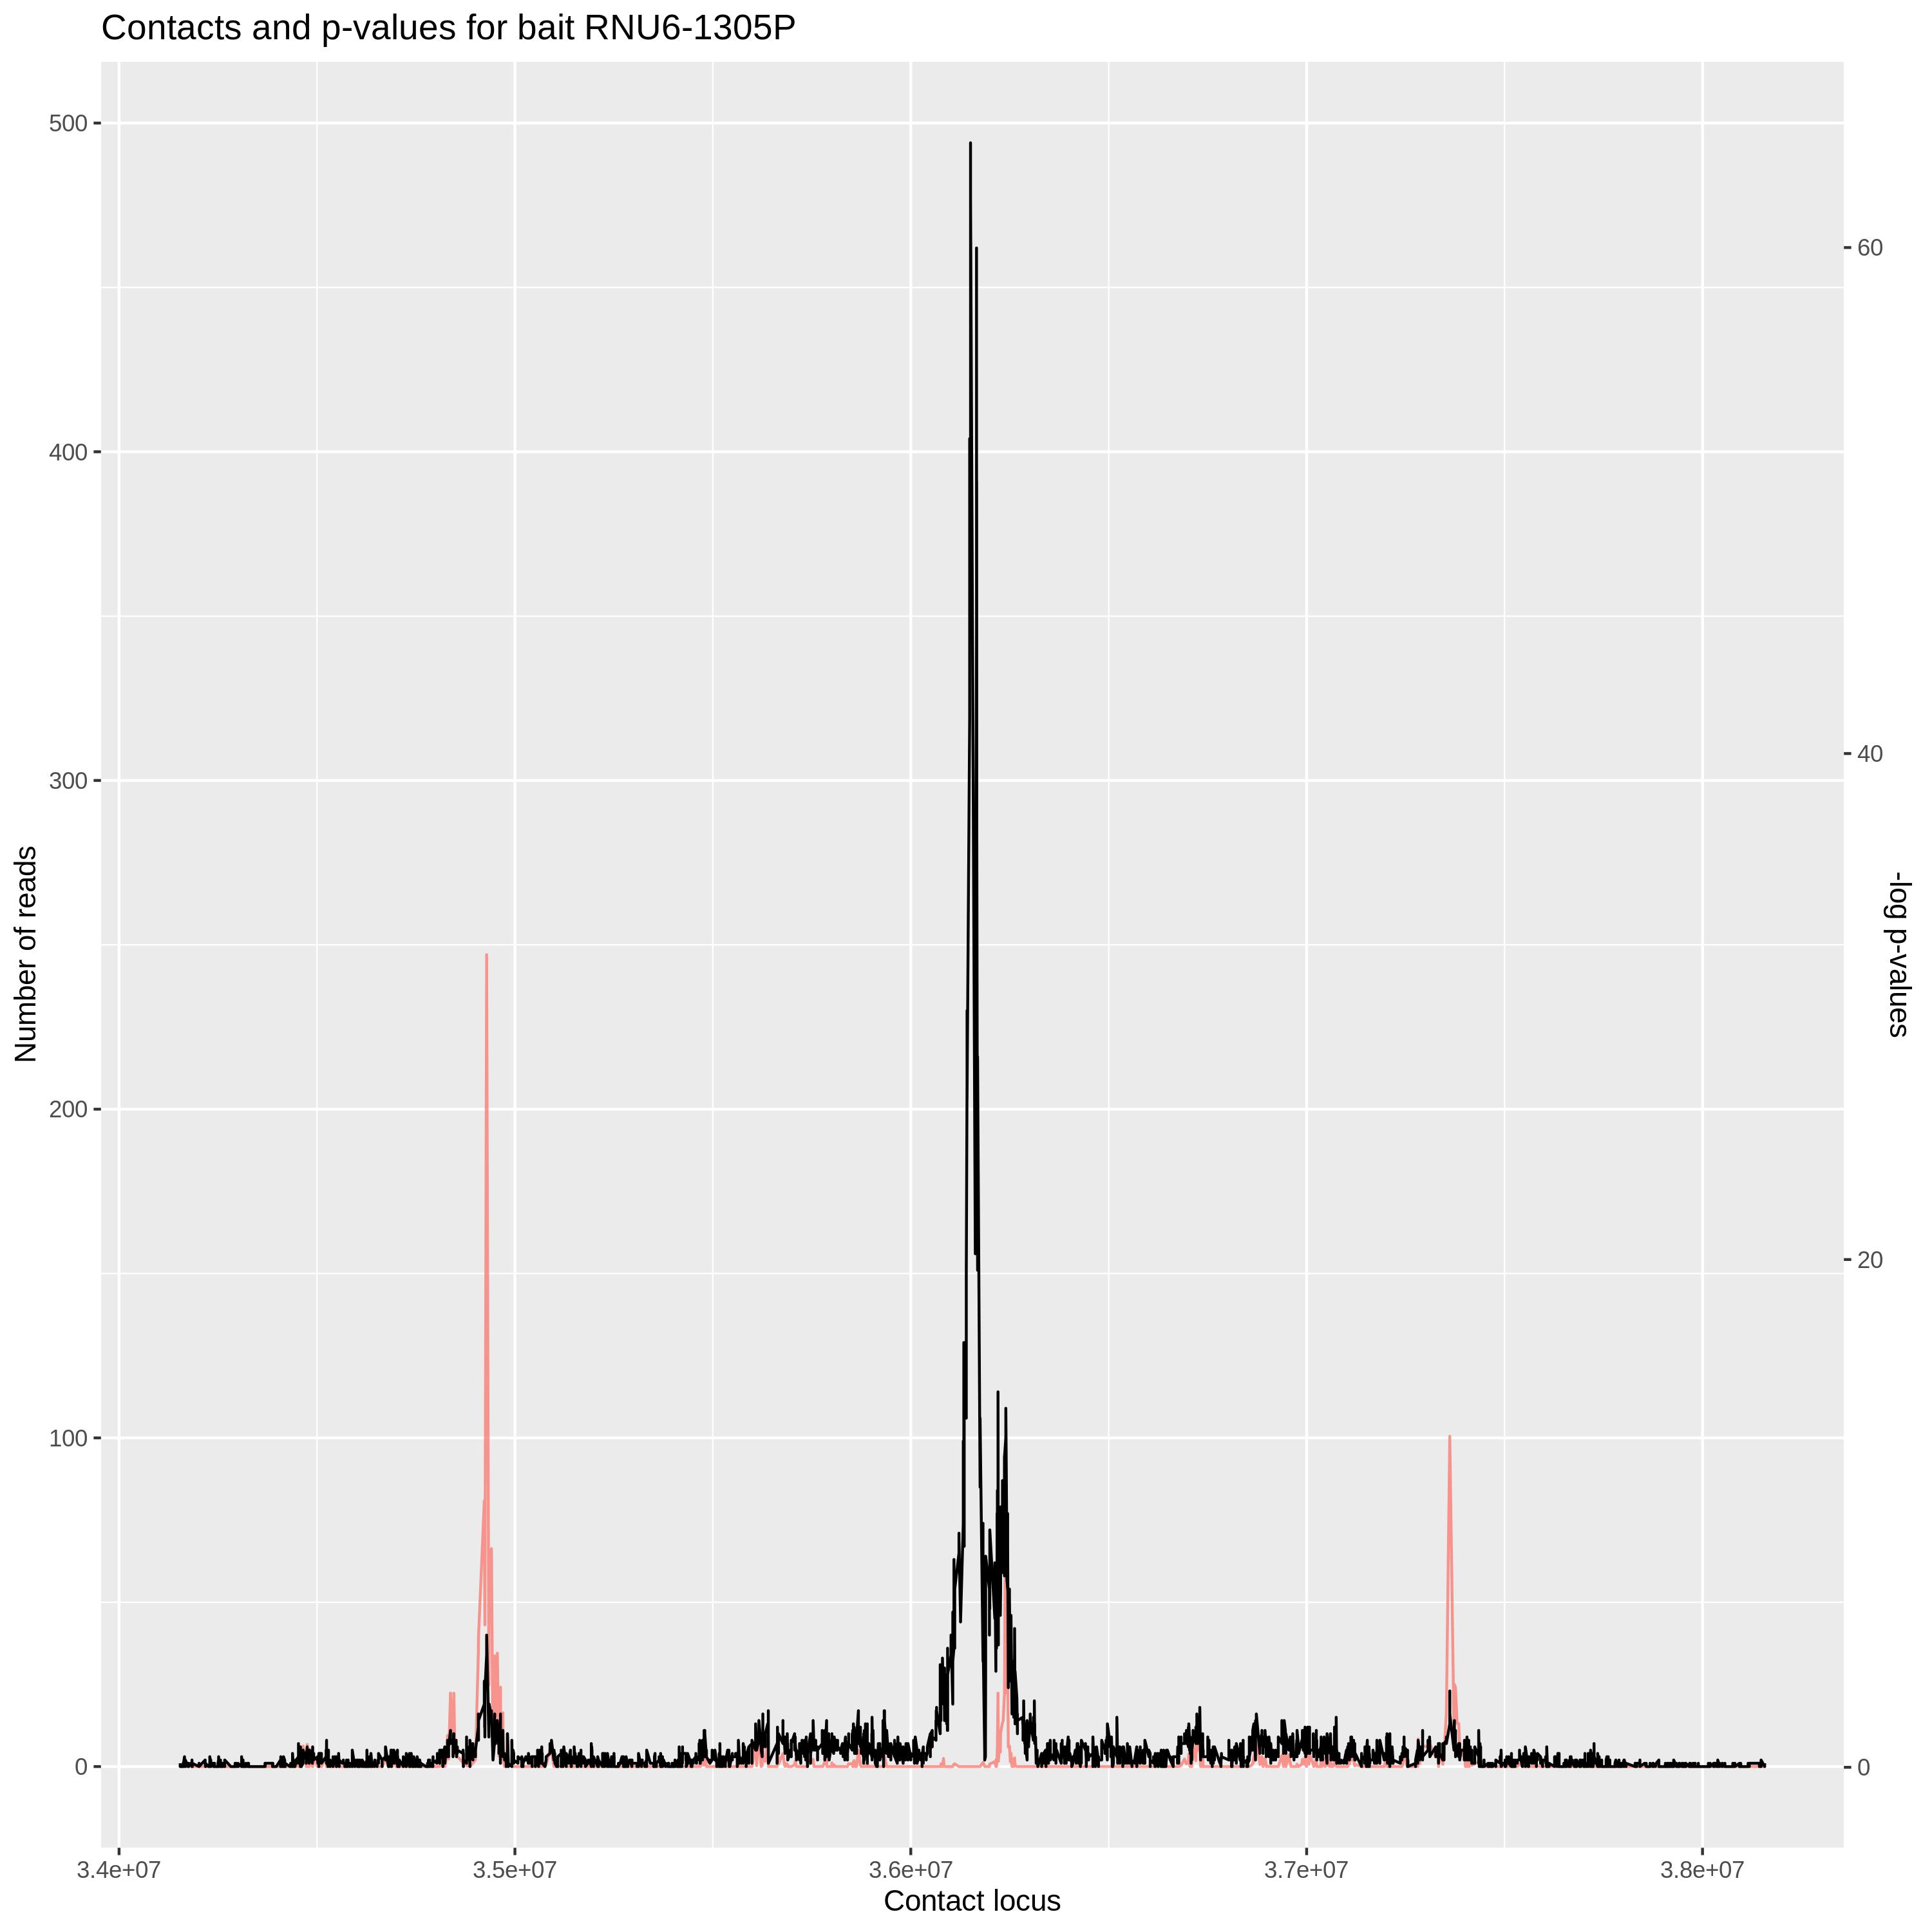 Contacts and p-values for bait RNU6-1305P
500
400
300
200
100
0
Number of reads
60
40
20
0
-log p-values
3.4e+07
3.5e+07
3.6e+07
3.7e+07
3.8e+07
Contact locus